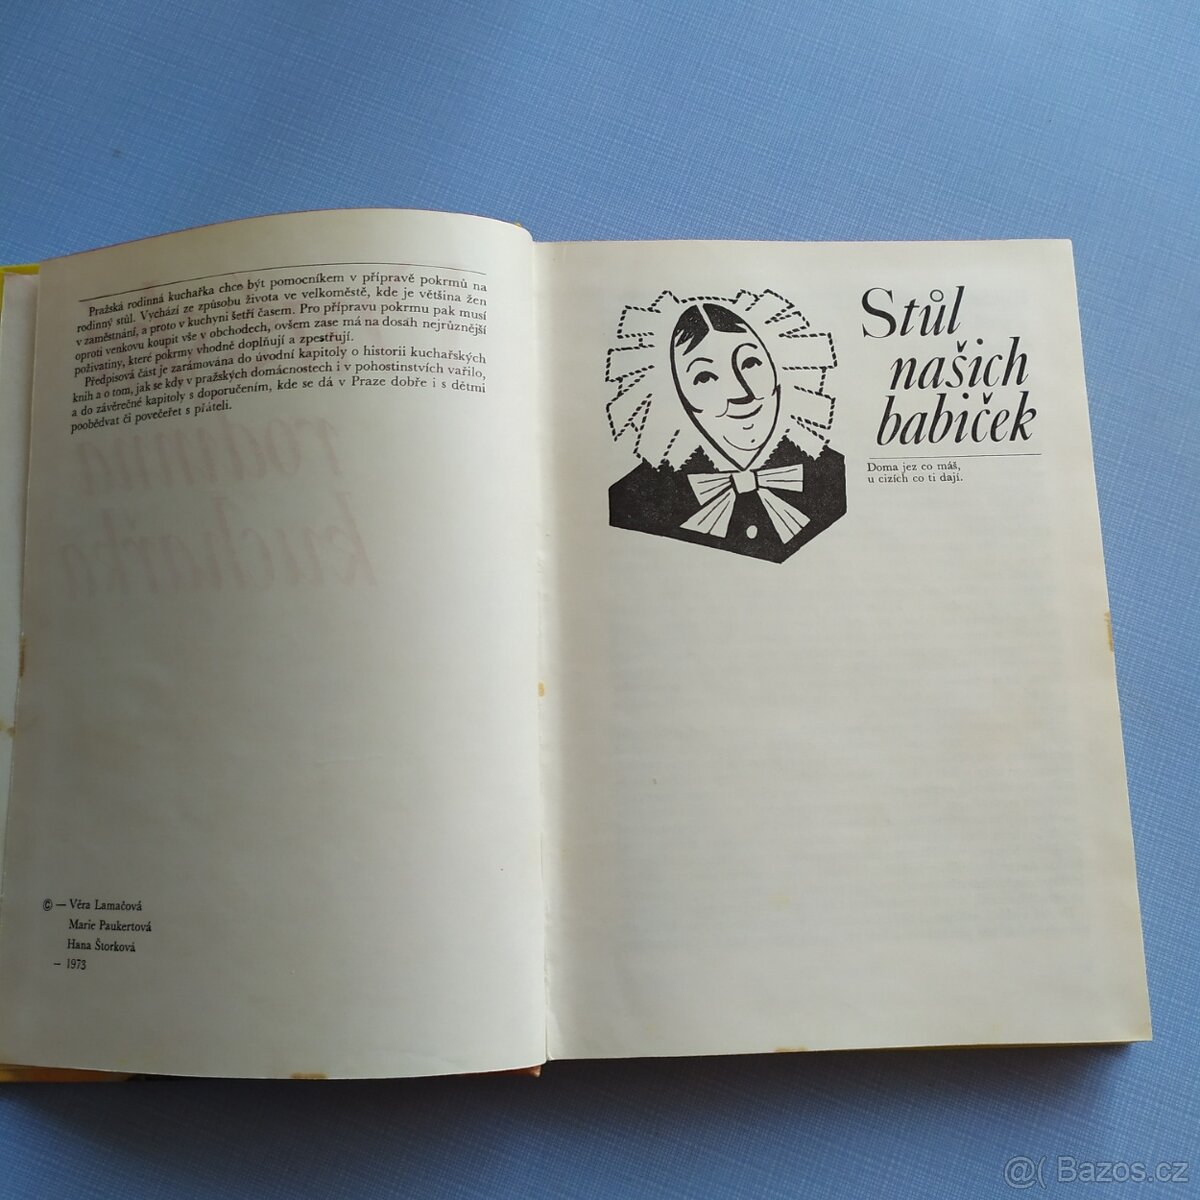 Pražská rodinná kuchařka chce být pomocníkem v přípravě pokrmů na
rodinný stůl. Vychází ze způsobu života ve velkoměstě, kde je většina žen
v zaměstnání, a proto v kuchyni šetří časem. Pro přípravu pokrmu pak musí
oproti venkovu koupit vše v obchodech, ovšem zase má na dosah nejrůznější
poživatiny, které pokrmy vhodně doplňují a zpestřují.
Předpisová část je zarámována do úvodní kapitoly o historii kuchařských
knih a o tom, jak se kdy v pražských domácnostech i v pohostinstvích vařilo,
a do závěrečné kapitoly s doporučením, kde se dá v Praze dobře i s dětmi
poobědvat či povečeřet s přáteli.
rodinná
kuchařka
© — Věra Lamačová
Marie Paukertová
Hana Štorková
— 1973
Stůl
našich
babiček
Doma jez co máš,
u cizích co ti dají.
@( Bazos.cz